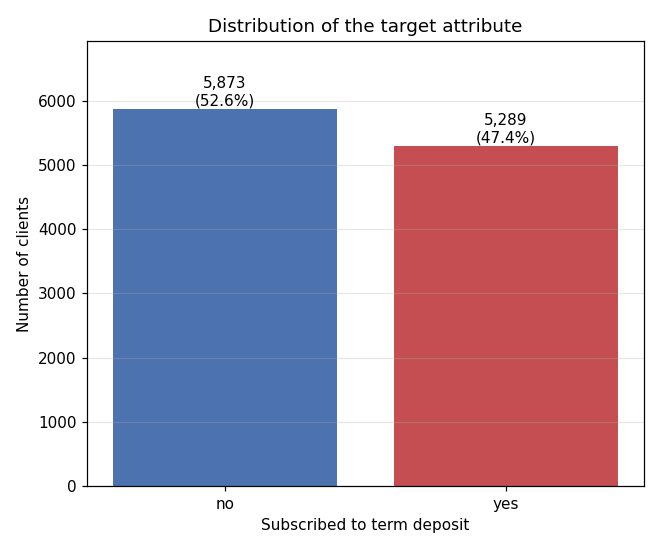 Distribution of the target attribute
5,873
(52.6%)
5,289
(47.4%)
6000
5000
4000
3000
2000
1000
0
Number of clients
no
yes
Subscribed to term deposit